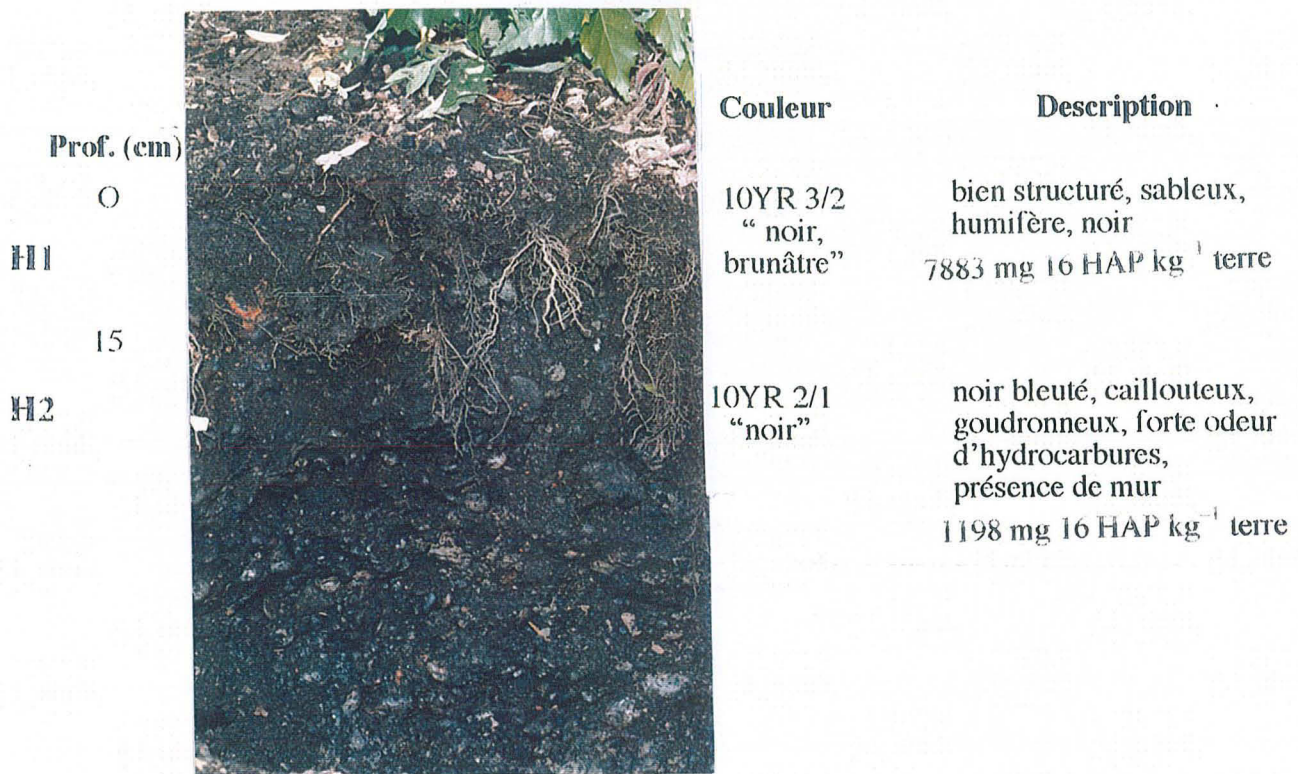 Couleur Description
Prof. (cm)
O
H1
10YR 3/2
“ noir,
brunâtre”
bien structuré, sableux,
humifère, noir
7883 mg 16 HAP kg⁻¹ terre
15
H2
10YR 2/1
“noir”
noir bleuté, caillouteux,
goudronneux, forte odeur
d'hydrocarbures,
présence de mur
1198 mg 16 HAP kg⁻¹ terre